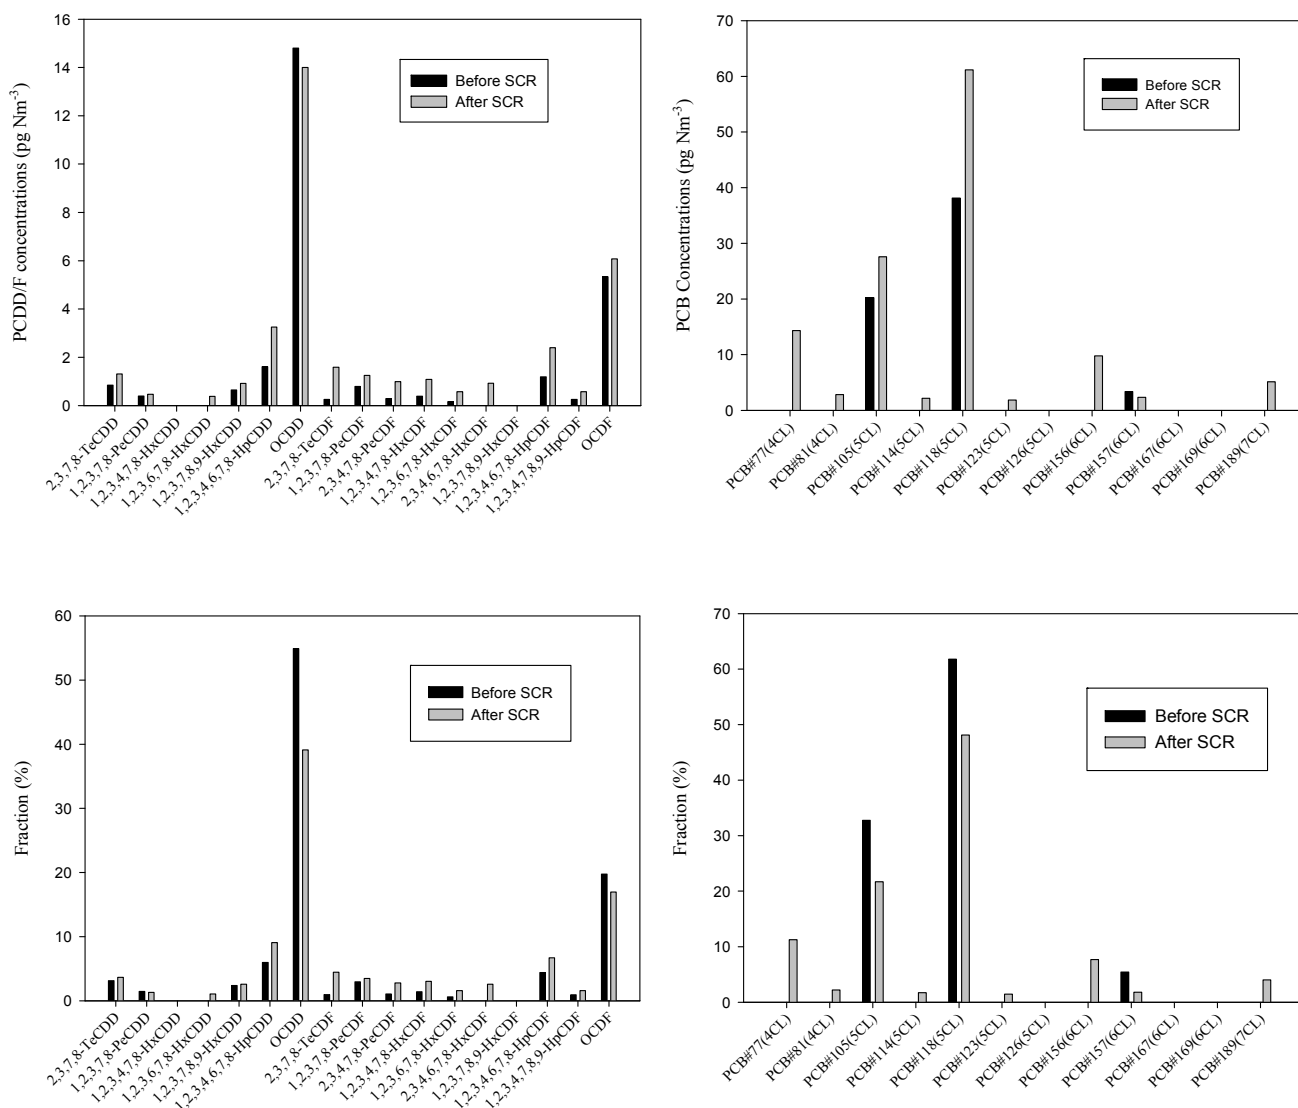 PCDD/F concentrations (pg Nm-3)
16
14
12
10
8
6
4
2
0
Before SCR
After SCR
2,3,7,8-TeCDD
1,2,3,7,8-PeCDD
1,2,3,4,7,8-HxCDD
1,2,3,6,7,8-HxCDD
1,2,3,7,8,9-HxCDD
1,2,3,4,6,7,8-HpCDD
OCDD
2,3,7,8-TeCDF
1,2,3,7,8-PeCDF
2,3,4,7,8-PeCDF
1,2,3,4,7,8-HxCDF
1,2,3,6,7,8-HxCDF
2,3,4,6,7,8-HxCDF
1,2,3,7,8,9-HxCDF
1,2,3,4,6,7,8-HpCDF
1,2,3,4,7,8,9-HpCDF
OCDF
PCB Concentrations (pg Nm-3)
70
60
50
40
30
20
10
0
Before SCR
After SCR
PCB#77(4CL)
PCB#81(4CL)
PCB#105(5CL)
PCB#114(5CL)
PCB#118(5CL)
PCB#123(5CL)
PCB#126(5CL)
PCB#156(6CL)
PCB#157(6CL)
PCB#167(6CL)
PCB#169(6CL)
PCB#189(7CL)
Fraction (%)
60
50
40
30
20
10
0
Before SCR
After SCR
2,3,7,8-TeCDD
1,2,3,7,8-PeCDD
1,2,3,4,7,8-HxCDD
1,2,3,6,7,8-HxCDD
1,2,3,7,8,9-HxCDD
1,2,3,4,6,7,8-HpCDD
OCDD
2,3,7,8-TeCDF
1,2,3,7,8-PeCDF
2,3,4,7,8-PeCDF
1,2,3,4,7,8-HxCDF
1,2,3,6,7,8-HxCDF
2,3,4,6,7,8-HxCDF
1,2,3,7,8,9-HxCDF
1,2,3,4,6,7,8-HpCDF
1,2,3,4,7,8,9-HpCDF
OCDF
Fraction (%)
70
60
50
40
30
20
10
0
Before SCR
After SCR
PCB#77(4CL)
PCB#81(4CL)
PCB#105(5CL)
PCB#114(5CL)
PCB#118(5CL)
PCB#123(5CL)
PCB#126(5CL)
PCB#156(6CL)
PCB#157(6CL)
PCB#167(6CL)
PCB#169(6CL)
PCB#189(7CL)